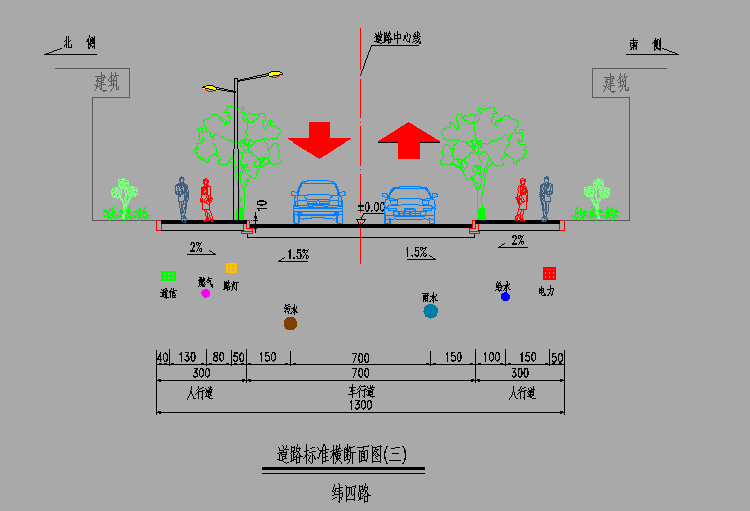 北 侧
道路中心线
南 侧
建筑
建筑
10
±0.00
2%
1.5%
1.5%
2%
通信
燃气
路灯
污水
雨水
给水
电力
40 130 80 50 150 700 150 100 150 50
300 700 300
人行道 车行道 人行道
1300
道路标准横断面图(三)
纬四路